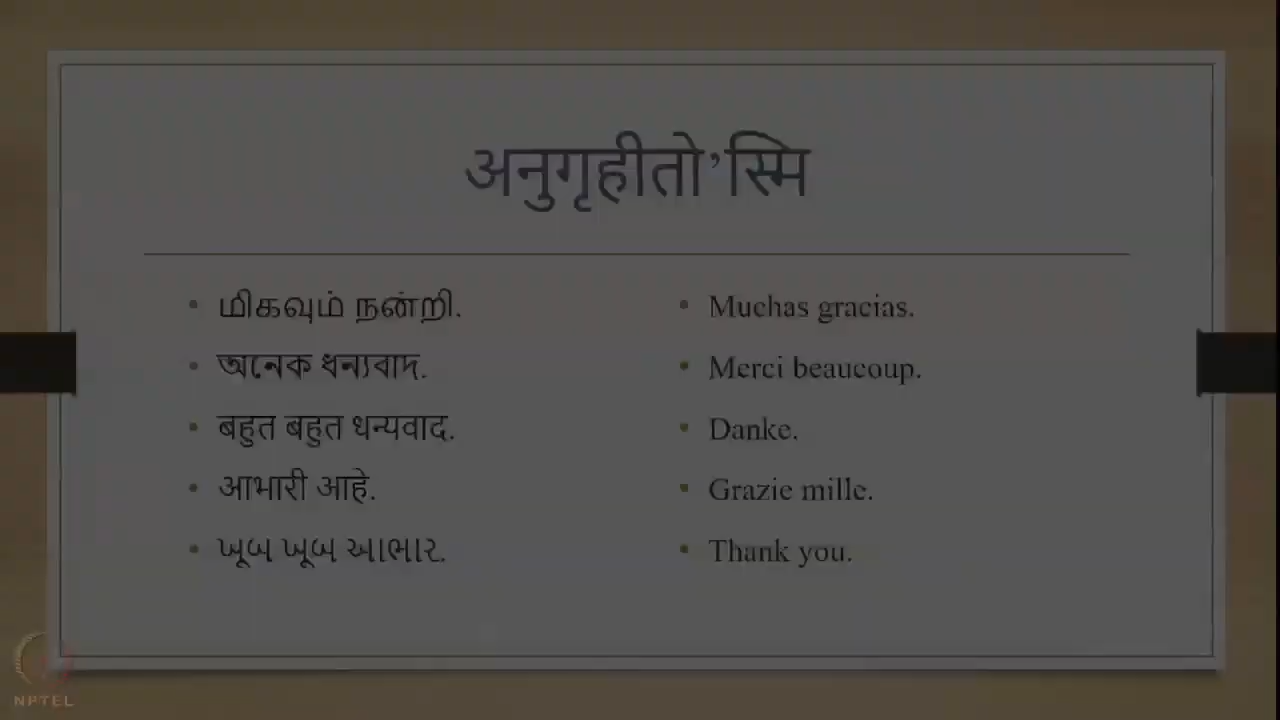 अनुगृहीतो’स्मि
மிகவும் நன்றி.
অনেক ধন্যবাদ.
बहुत बहुत धन्यवाद.
आभारी आहे.
ખૂબ ખૂબ આભાર.
Muchas gracias.
Merci beaucoup.
Danke.
Grazie mille.
Thank you.
NPTEL